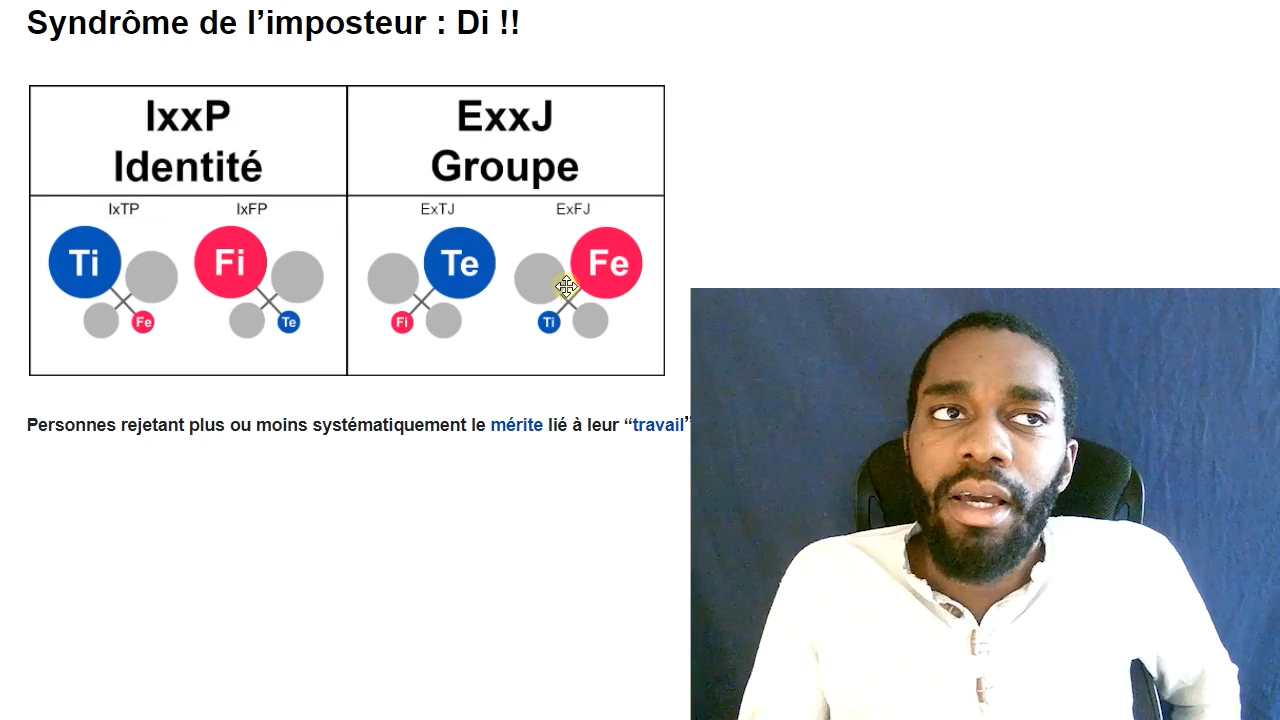 Syndrôme de l’imposteur : Di !!
IxxP
Identité
ExxJ
Groupe
IxTP
IxFP
ExTJ
ExFJ
Ti
Fi
Te
Fe
Fe
Te
Fi
Ti
Personnes rejetant plus ou moins systématiquement le mérite lié à leur “travail”